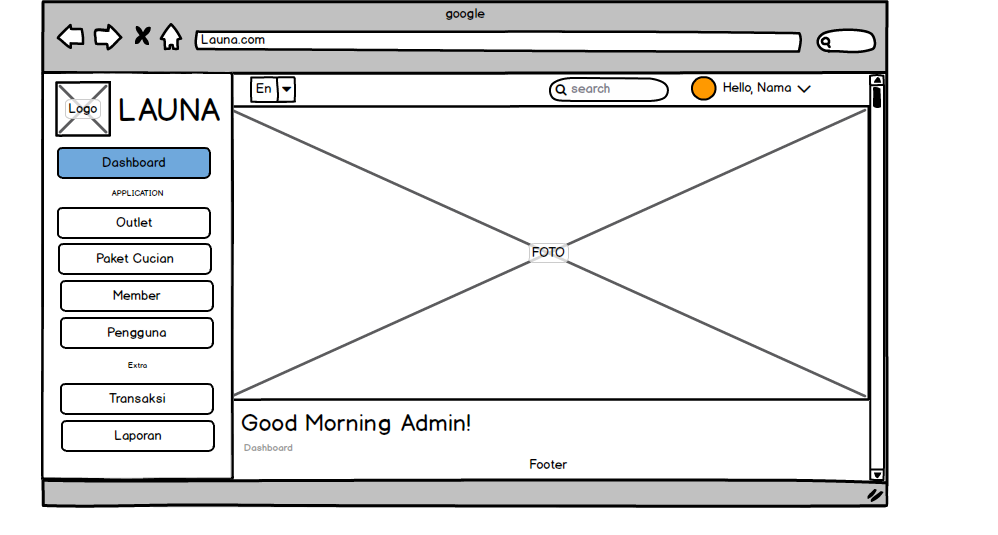 google
Launa.com
Logo
LAUNA
En
search
Hello, Nama
Dashboard
APPLICATION
Outlet
Paket Cucian
Member
Pengguna
Extra
Transaksi
Laporan
FOTO
Good Morning Admin!
Dashboard
Footer